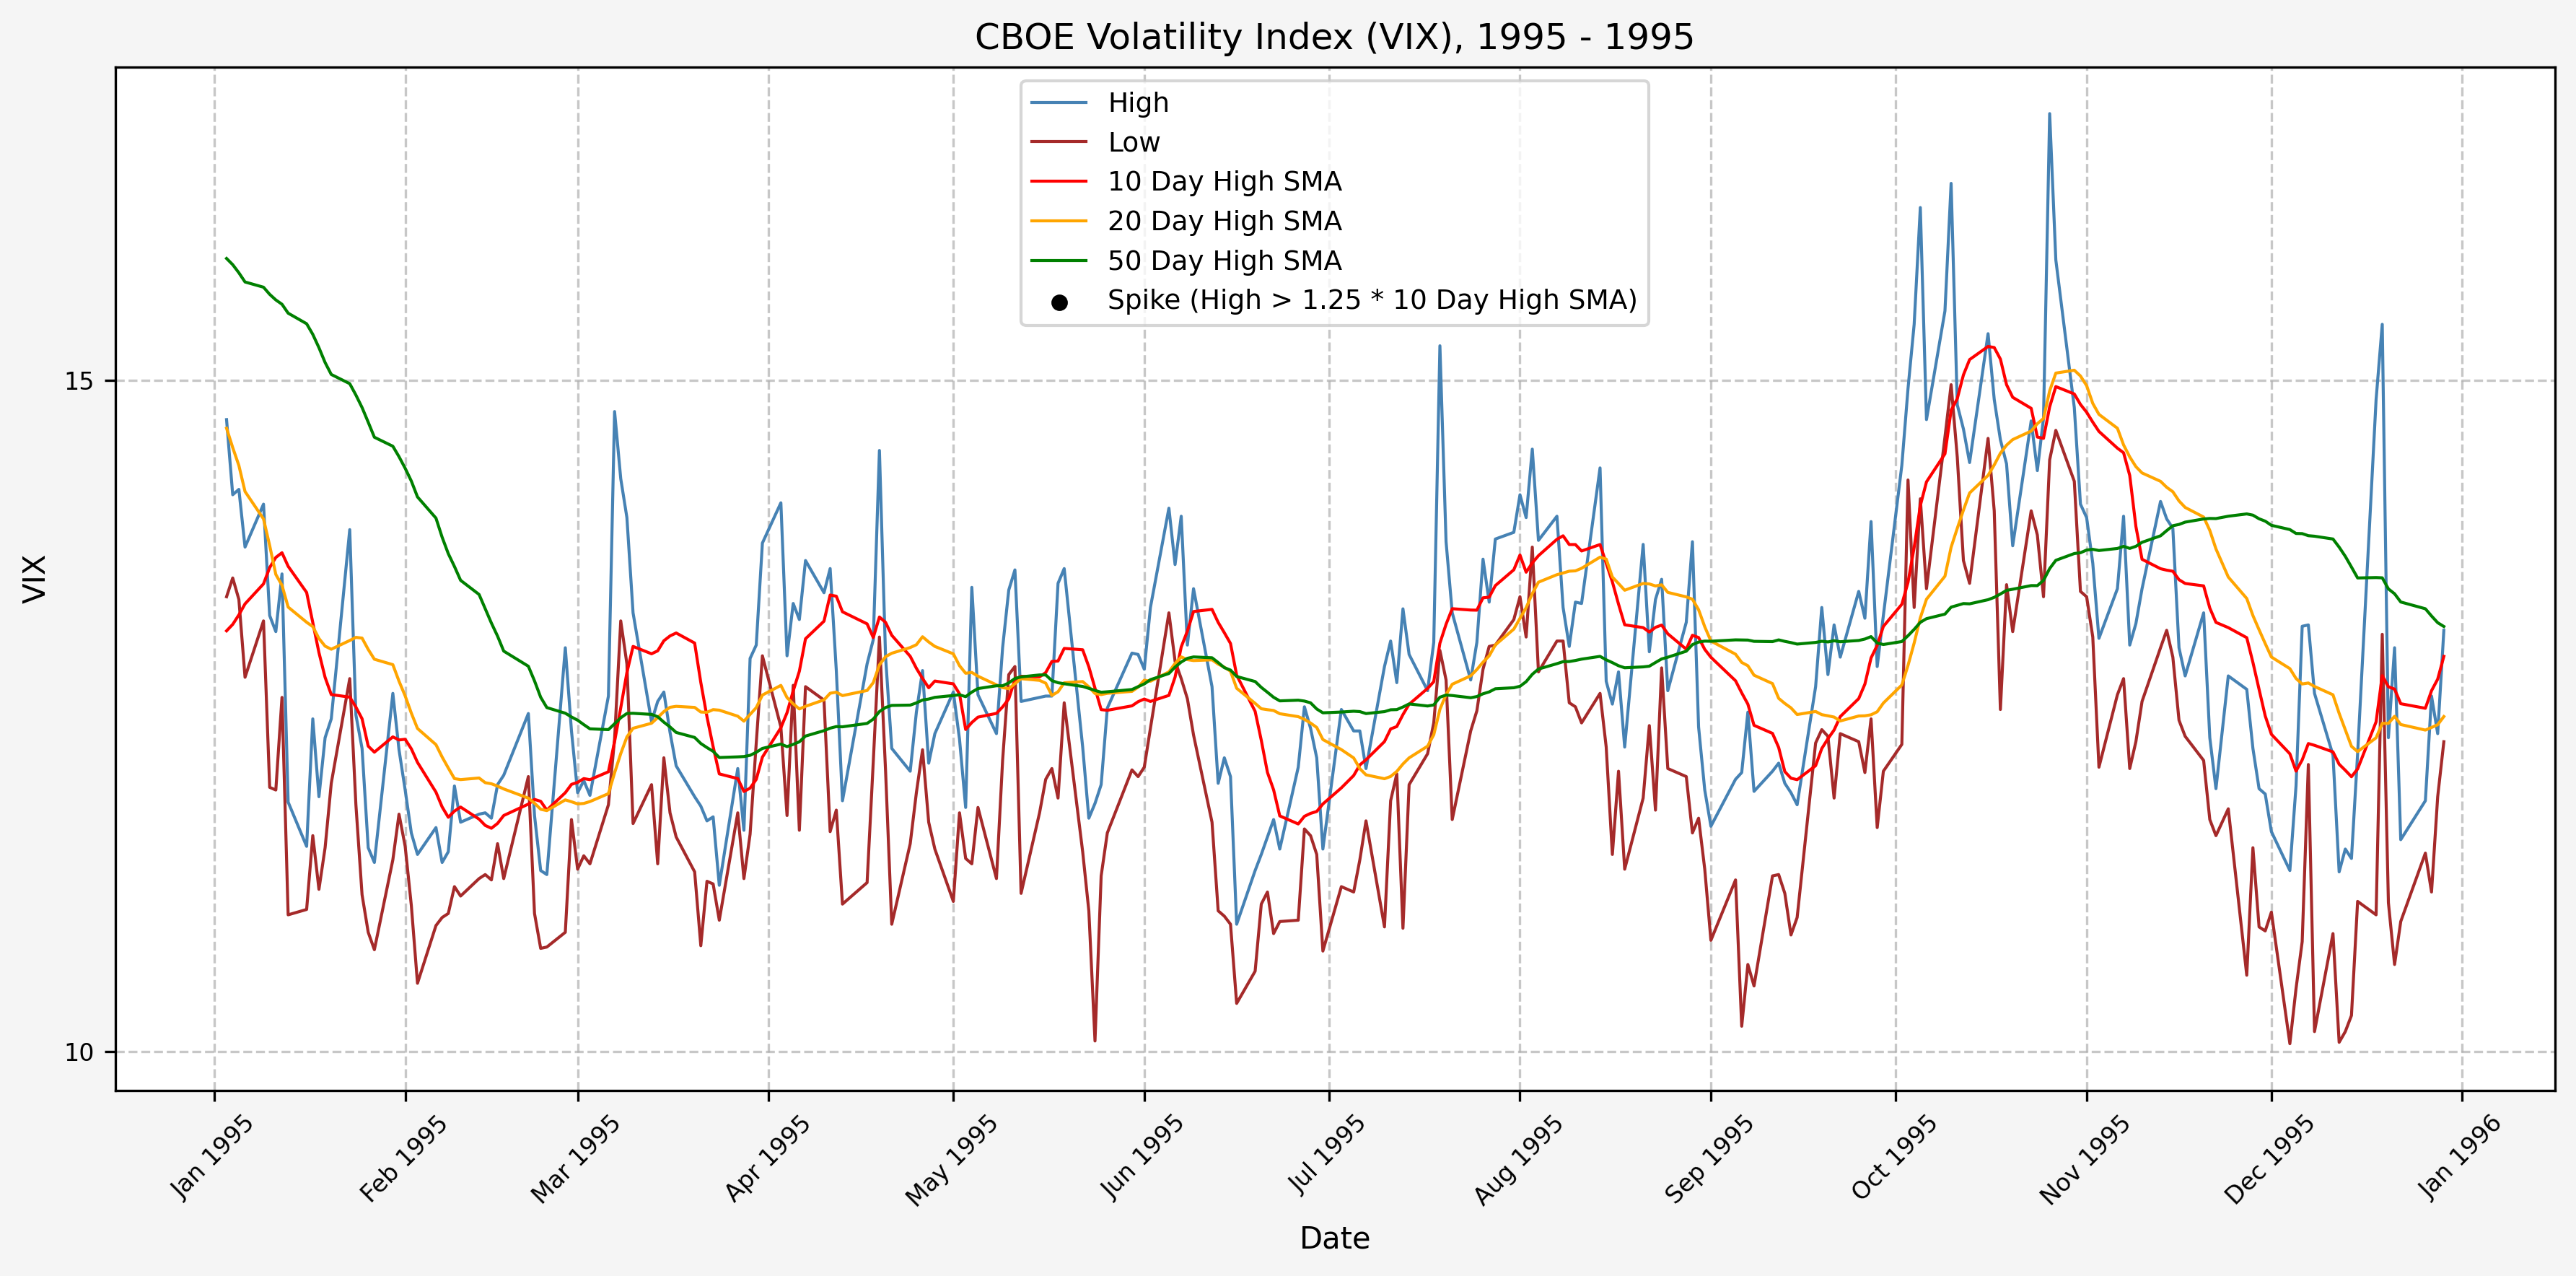 CBOE Volatility Index (VIX), 1995 - 1995
High
Low
10 Day High SMA
20 Day High SMA
50 Day High SMA
Spike (High > 1.25 * 10 Day High SMA)
VIX
15
10
Jan 1995
Feb 1995
Mar 1995
Apr 1995
May 1995
Jun 1995
Jul 1995
Aug 1995
Sep 1995
Oct 1995
Nov 1995
Dec 1995
Jan 1996
Date